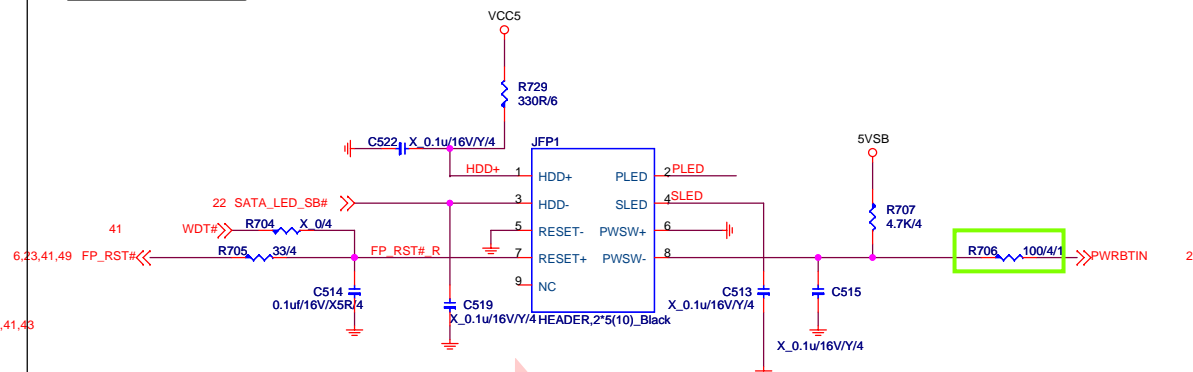 VCC5
R729
330R/6
C522 X_0.1u/16V/Y/4
JFP1
5VSB
HDD+ 1 HDD+ PLED 2 PLED
22 SATA_LED_SB# 3 HDD- SLED 4 SLED
R707
4.7K/4
41 WDT# R704 X_0/4 5 RESET- PWSW+ 6
6,23,41,49 FP_RST# R705 33/4 FP_RST#_R 7 RESET+ PWSW- 8 R706 100/4/1 PWRBTIN 2
9 NC
C514
0.1uf/16V/X5R/4
C519
X_0.1u/16V/Y/4
HEADER,2*5(10)_Black
C513
X_0.1u/16V/Y/4
C515
X_0.1u/16V/Y/4
,41,43